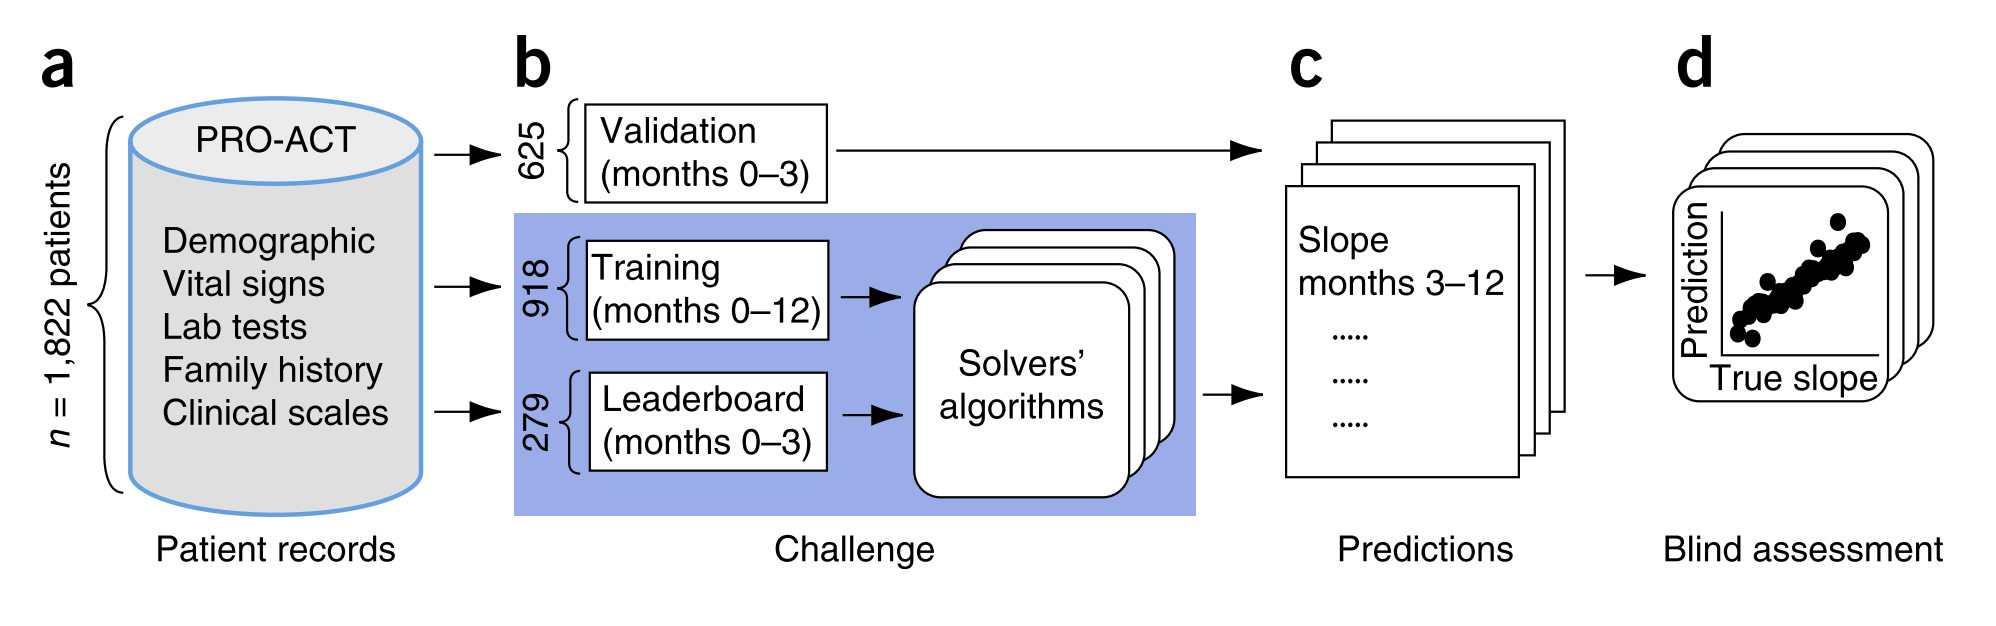 a
n = 1,822 patients
PRO-ACT
Demographic
Vital signs
Lab tests
Family history
Clinical scales
Patient records
b
625
Validation
(months 0–3)
918
Training
(months 0–12)
279
Leaderboard
(months 0–3)
Solvers’
algorithms
Challenge
c
Slope
months 3–12
.....
.....
.....
Predictions
d
Prediction
True slope
Blind assessment